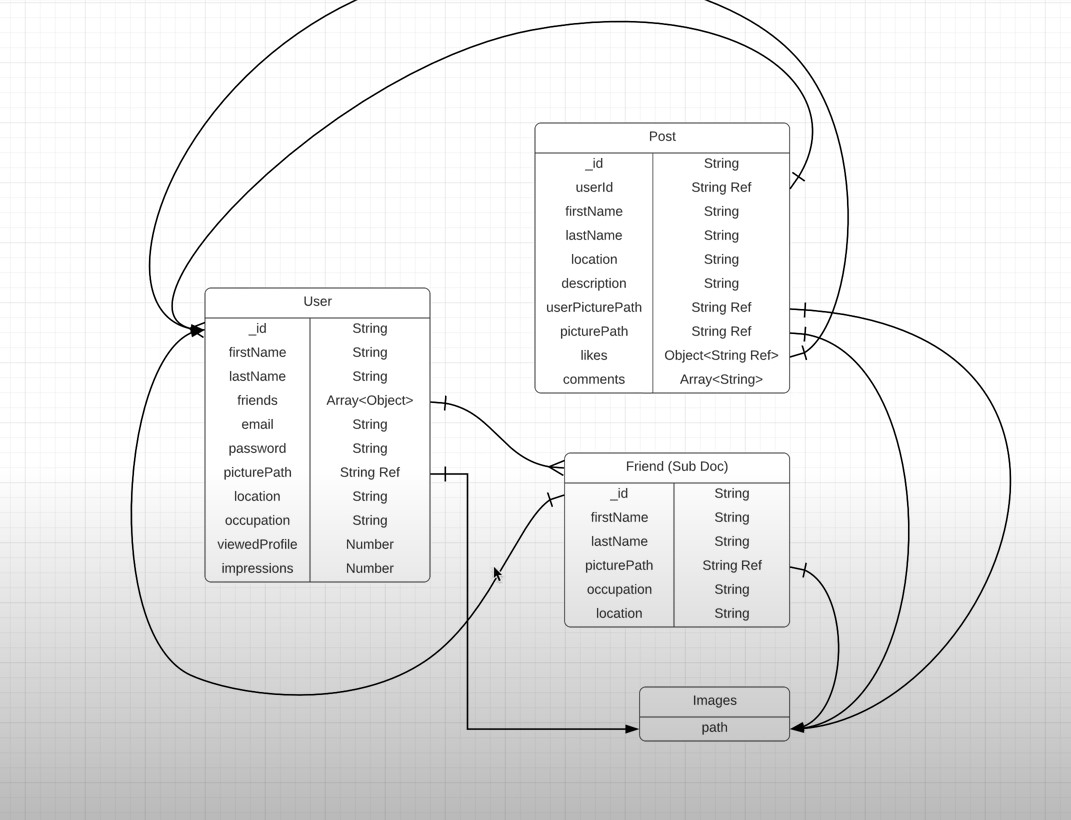 Post
_id String
userId String Ref
firstName String
lastName String
location String
description String
userPicturePath String Ref
picturePath String Ref
likes Object<String Ref>
comments Array<String>
User
_id String
firstName String
lastName String
friends Array<Object>
email String
password String
picturePath String Ref
location String
occupation String
viewedProfile Number
impressions Number
Friend (Sub Doc)
_id String
firstName String
lastName String
picturePath String Ref
occupation String
location String
Images
path